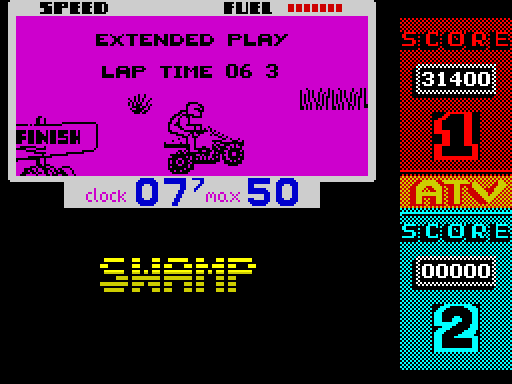 SPEED FUEL
EXTENDED PLAY
LAP TIME 06 3
FINISH
clock 07 7 max 50
SWAMP
SCORE
31400
1
ATV
SCORE
00000
2